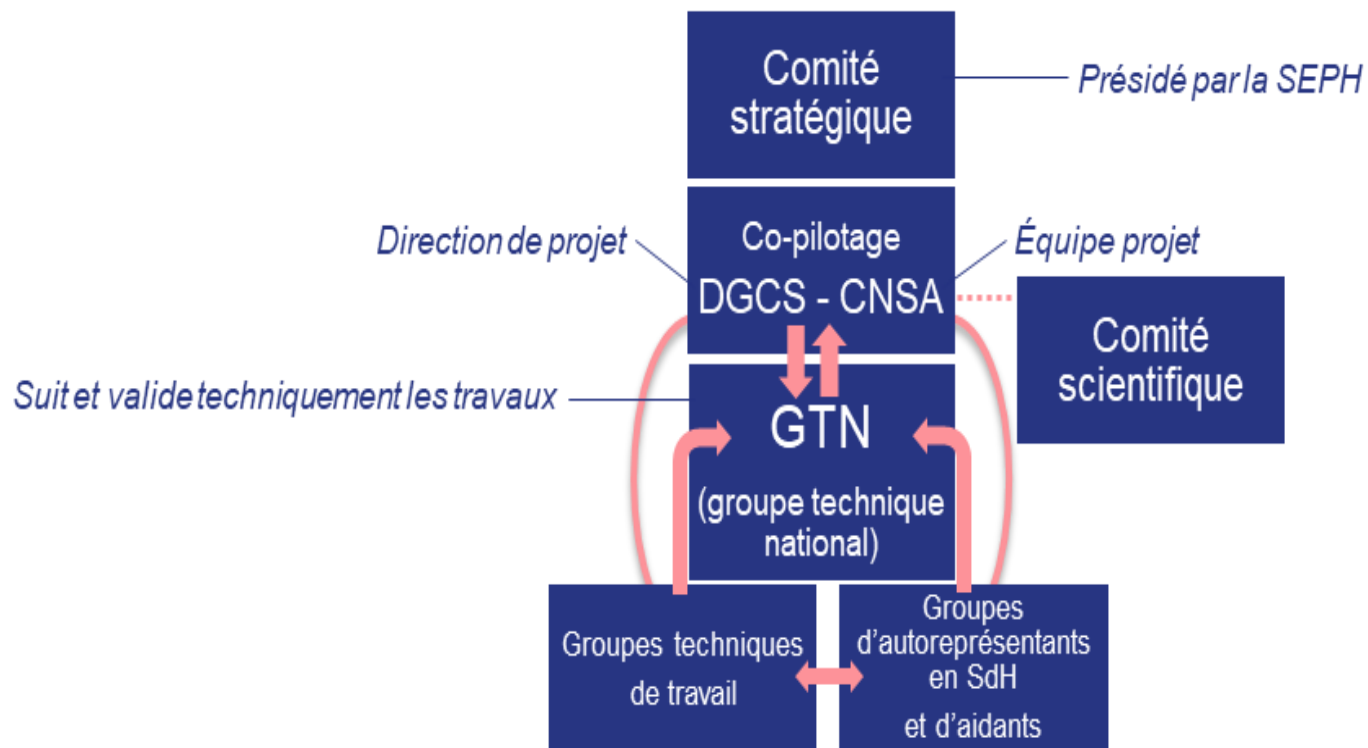 Comité
stratégique
Présidé par la SEPH
Direction de projet
Co-pilotage
DGCS - CNSA
Équipe projet
Comité
scientifique
Suit et valide techniquement les travaux
GTN
(groupe technique
national)
Groupes techniques
de travail
Groupes
d’autoreprésentants
en SdH
et d’aidants